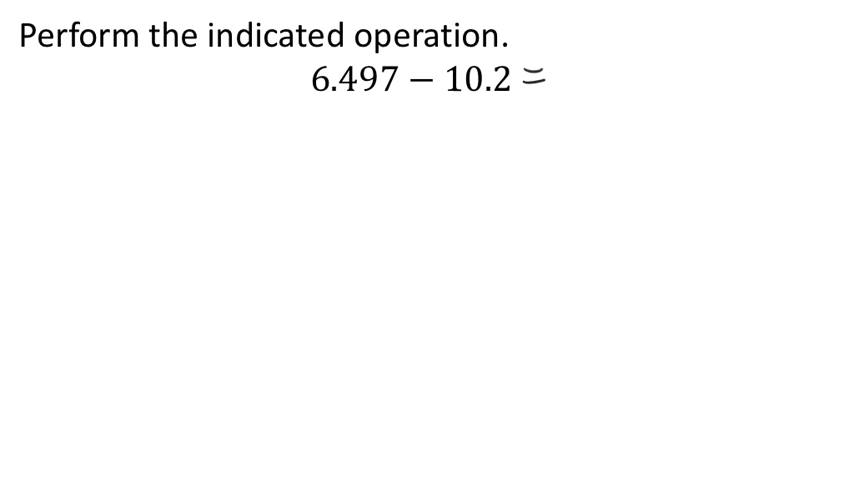 Perform the indicated operation.
6.497 − 10.2 =